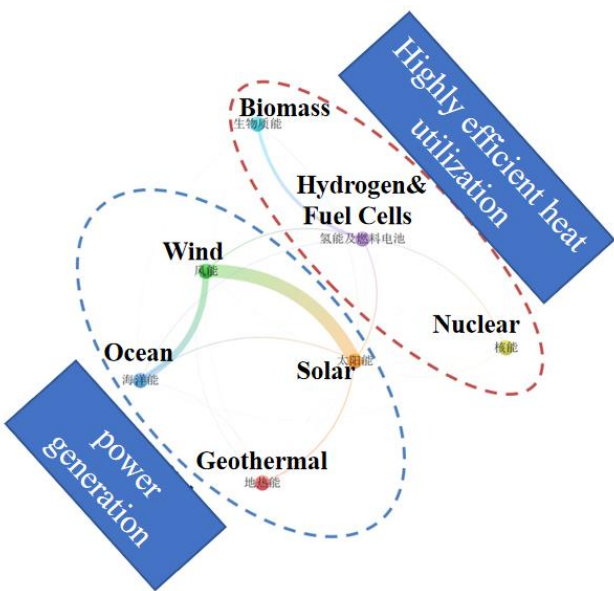 Highly efficient heat
utilization
Biomass
生物质能
Hydrogen&
Fuel Cells
氢能及燃料电池
Wind
风能
Nuclear
核能
Ocean
海洋能
Solar
太阳能
power
generation
Geothermal
地热能